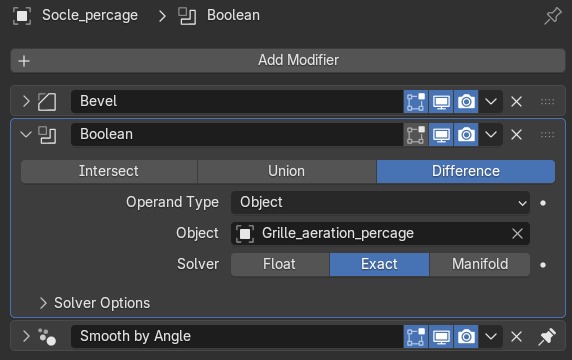 Socle_percage > Boolean
+ Add Modifier
Bevel
Boolean
Intersect Union Difference
Operand Type Object
Object Grille_aeration_percage
Solver Float Exact Manifold
Solver Options
Smooth by Angle